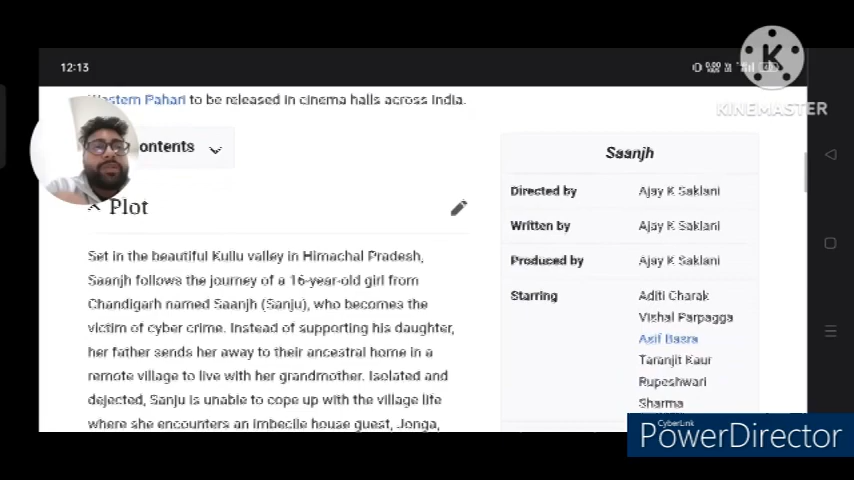 12:13
KINEMASTER
Western Pahari to be released in cinema halls across India.
ontents
Plot
Set in the beautiful Kullu valley in Himachal Pradesh,
Saanjh follows the journey of a 16-year-old girl from
Chandigarh named Saanjh (Sanju), who becomes the
victim of cyber crime. Instead of supporting his daughter,
her father sends her away to their ancestral home in a
remote village to live with her grandmother. Isolated and
dejected, Sanju is unable to cope up with the village life
where she encounters an imbecile house guest, Jonga,
Saanjh
Directed by Ajay K Saklani
Written by Ajay K Saklani
Produced by Ajay K Saklani
Starring Aditi Charak
Vishal Parpagga
Asif Basra
Taranjit Kaur
Rupeshwari
Sharma
CyberLink
PowerDirector